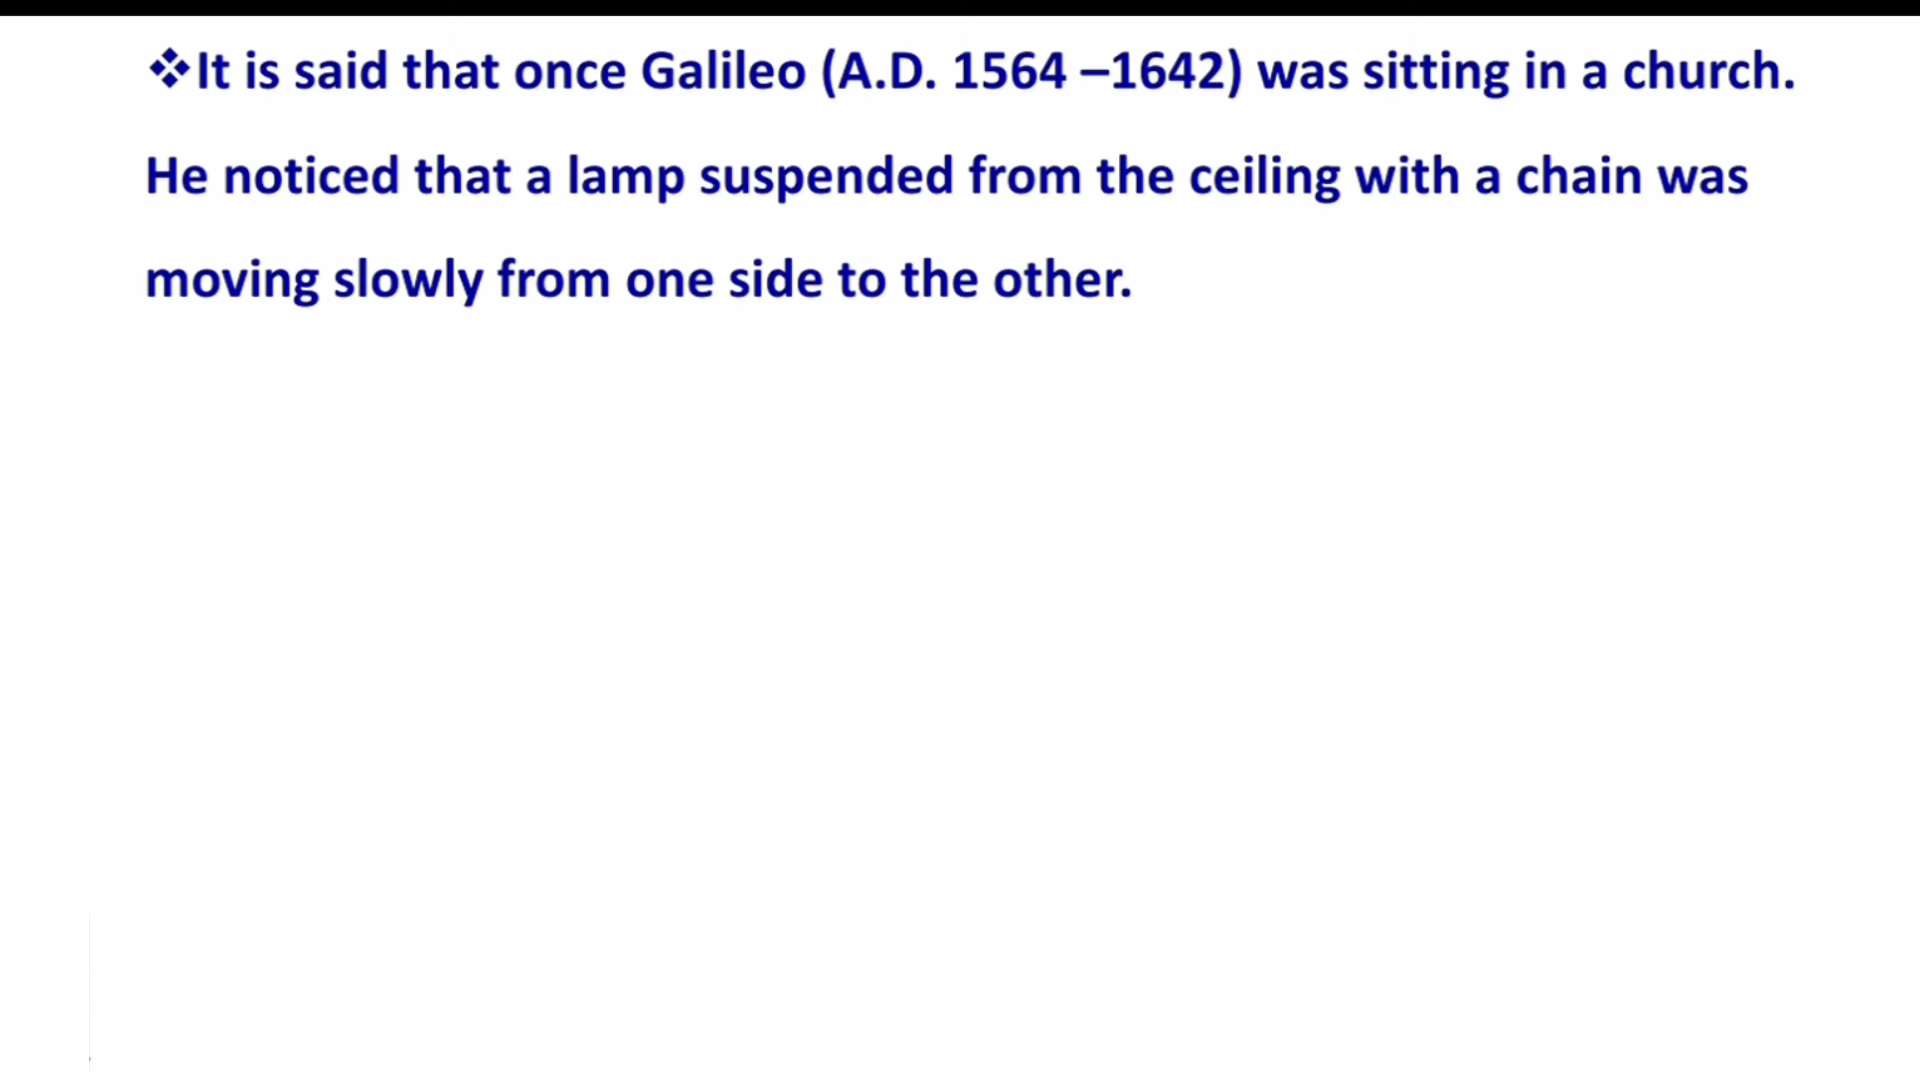 ❖It is said that once Galileo (A.D. 1564 –1642) was sitting in a church.
He noticed that a lamp suspended from the ceiling with a chain was
moving slowly from one side to the other.